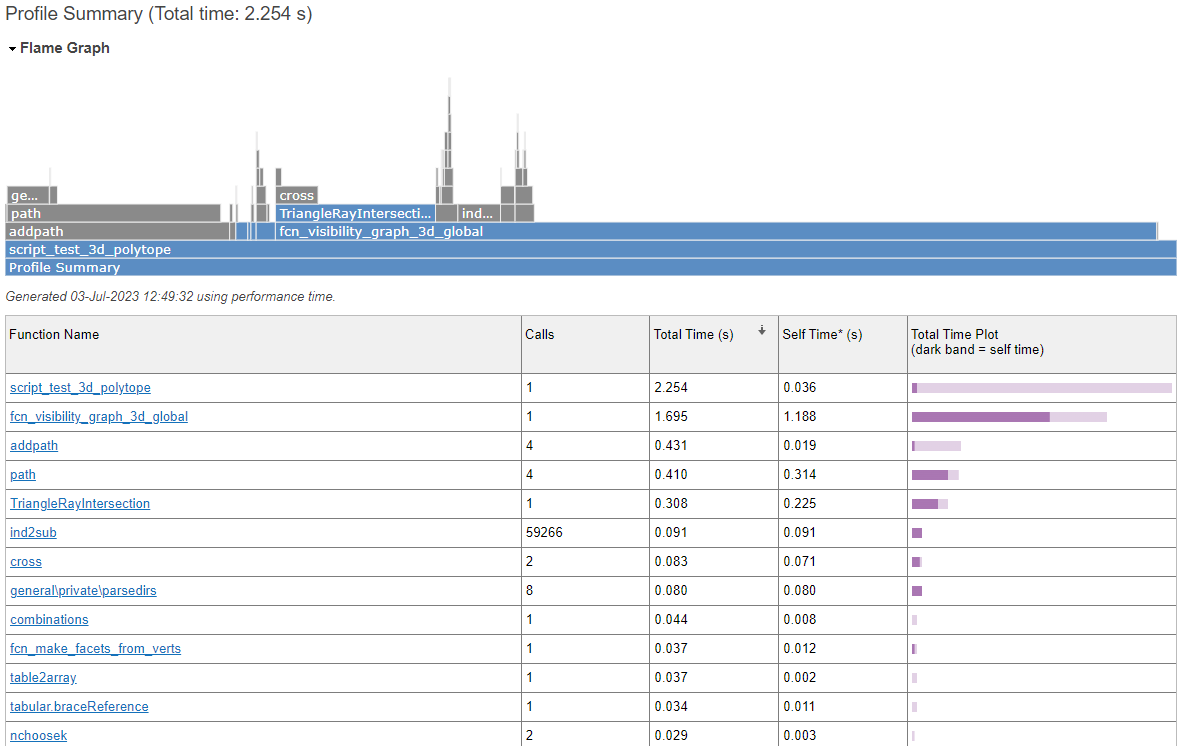 Profile Summary (Total time: 2.254 s)
Flame Graph
ge... cross
path TriangleRayIntersecti... ind...
addpath fcn_visibility_graph_3d_global
script_test_3d_polytope
Profile Summary
Generated 03-Jul-2023 12:49:32 using performance time.
Function Name Calls Total Time (s) Self Time* (s) Total Time Plot
(dark band = self time)
script_test_3d_polytope 1 2.254 0.036
fcn_visibility_graph_3d_global 1 1.695 1.188
addpath 4 0.431 0.019
path 4 0.410 0.314
TriangleRayIntersection 1 0.308 0.225
ind2sub 59266 0.091 0.091
cross 2 0.083 0.071
general\private\parsedirs 8 0.080 0.080
combinations 1 0.044 0.008
fcn_make_facets_from_verts 1 0.037 0.012
table2array 1 0.037 0.002
tabular.braceReference 1 0.034 0.011
nchoosek 2 0.029 0.003